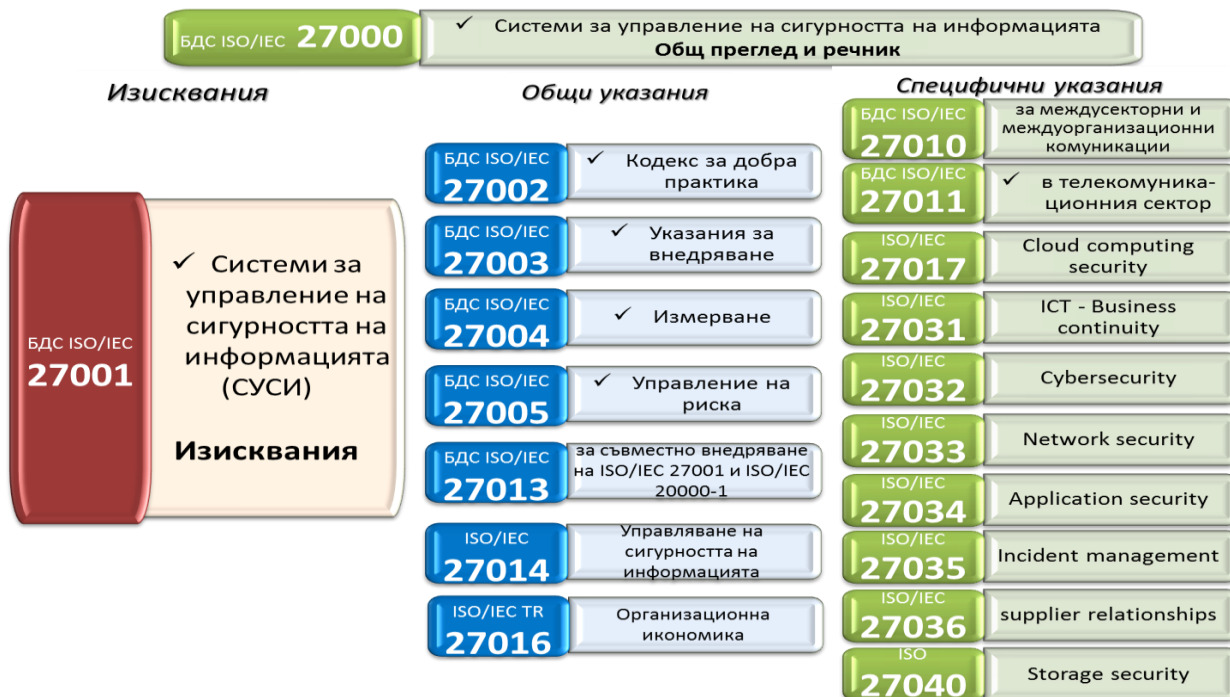 БДС ISO/IEC 27000
✓ Системи за управление на сигурността на информацията
Общ преглед и речник
Изисквания
БДС ISO/IEC
27001
✓ Системи за
управление на
сигурността на
информацията
(СУСИ)
Изисквания
Общи указания
БДС ISO/IEC
27002
✓ Кодекс за добра
практика
БДС ISO/IEC
27003
✓ Указания за
внедряване
БДС ISO/IEC
27004
✓ Измерване
БДС ISO/IEC
27005
✓ Управление на
риска
БДС ISO/IEC
27013
за съвместно внедряване
на ISO/IEC 27001 и ISO/IEC
20000-1
ISO/IEC
27014
Управляване на
сигурността на
информацията
ISO/IEC TR
27016
Организационна
икономика
Специфични указания
БДС ISO/IEC
27010
за междусекторни и
междуорганизационни
комуникации
БДС ISO/IEC
27011
✓ в телекомуника-
ционния сектор
ISO/IEC
27017
Cloud computing
security
ISO/IEC
27031
ICT - Business
continuity
ISO/IEC
27032
Cybersecurity
ISO/IEC
27033
Network security
ISO/IEC
27034
Application security
ISO/IEC
27035
Incident management
ISO/IEC
27036
supplier relationships
ISO
27040
Storage security